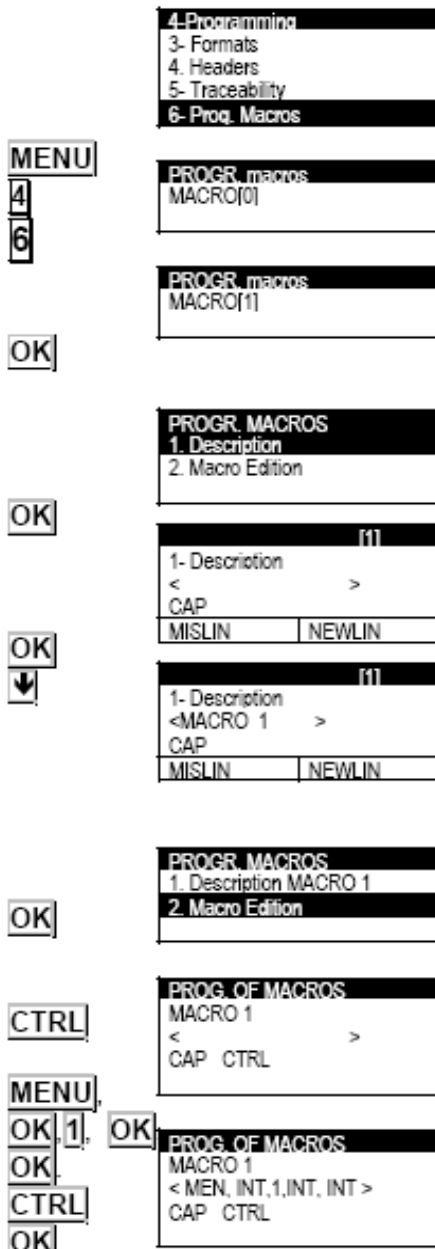 4-Programming
3- Formats
4. Headers
5- Traceability
6- Prog. Macros
MENU
4
6
PROGR. macros
MACRO[0]
PROGR. macros
MACRO[1]
OK
PROGR. MACROS
1. Description
2. Macro Edition
OK
[1]
1- Description
< >
CAP
MISLIN NEWLIN
OK
[1]
1- Description
<MACRO 1 >
CAP
MISLIN NEWLIN
PROGR. MACROS
1. Description MACRO 1
2. Macro Edition
OK
PROG. OF MACROS
MACRO 1
< >
CAP CTRL
CTRL
MENU,
OK, 1, OK
OK.
CTRL
OK
PROG. OF MACROS
MACRO 1
< MEN, INT,1,INT, INT >
CAP CTRL